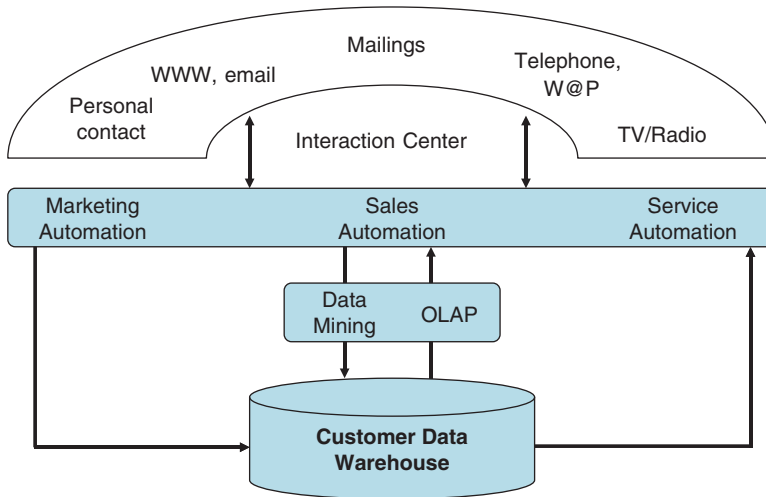 Mailings
WWW, email
Telephone,
W@P
Personal
contact
Interaction Center
TV/Radio
Marketing
Automation
Sales
Automation
Service
Automation
Data
Mining
OLAP
Customer Data
Warehouse